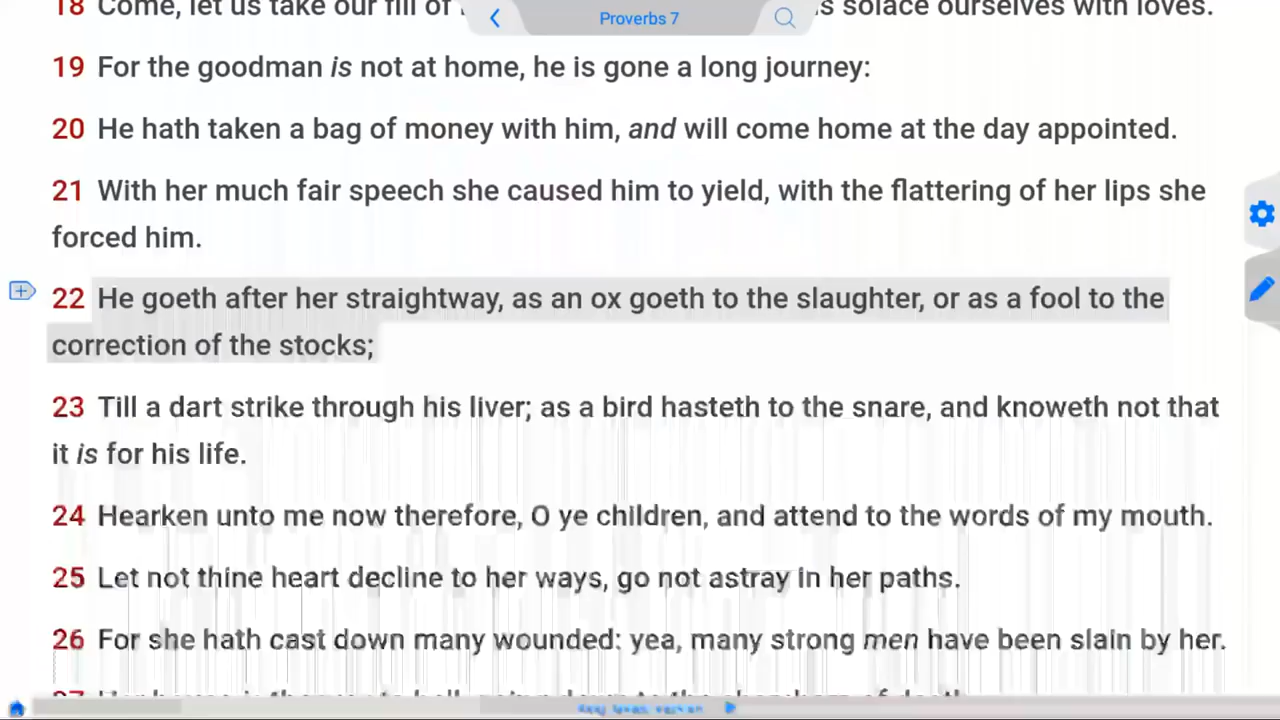 18 Come, let us take our fill of s solace ourselves with loves.
Proverbs 7
19 For the goodman is not at home, he is gone a long journey:
20 He hath taken a bag of money with him, and will come home at the day appointed.
21 With her much fair speech she caused him to yield, with the flattering of her lips she
forced him.
22 He goeth after her straightway, as an ox goeth to the slaughter, or as a fool to the
correction of the stocks;
23 Till a dart strike through his liver; as a bird hasteth to the snare, and knoweth not that
it is for his life.
24 Hearken unto me now therefore, O ye children, and attend to the words of my mouth.
25 Let not thine heart decline to her ways, go not astray in her paths.
26 For she hath cast down many wounded: yea, many strong men have been slain by her.